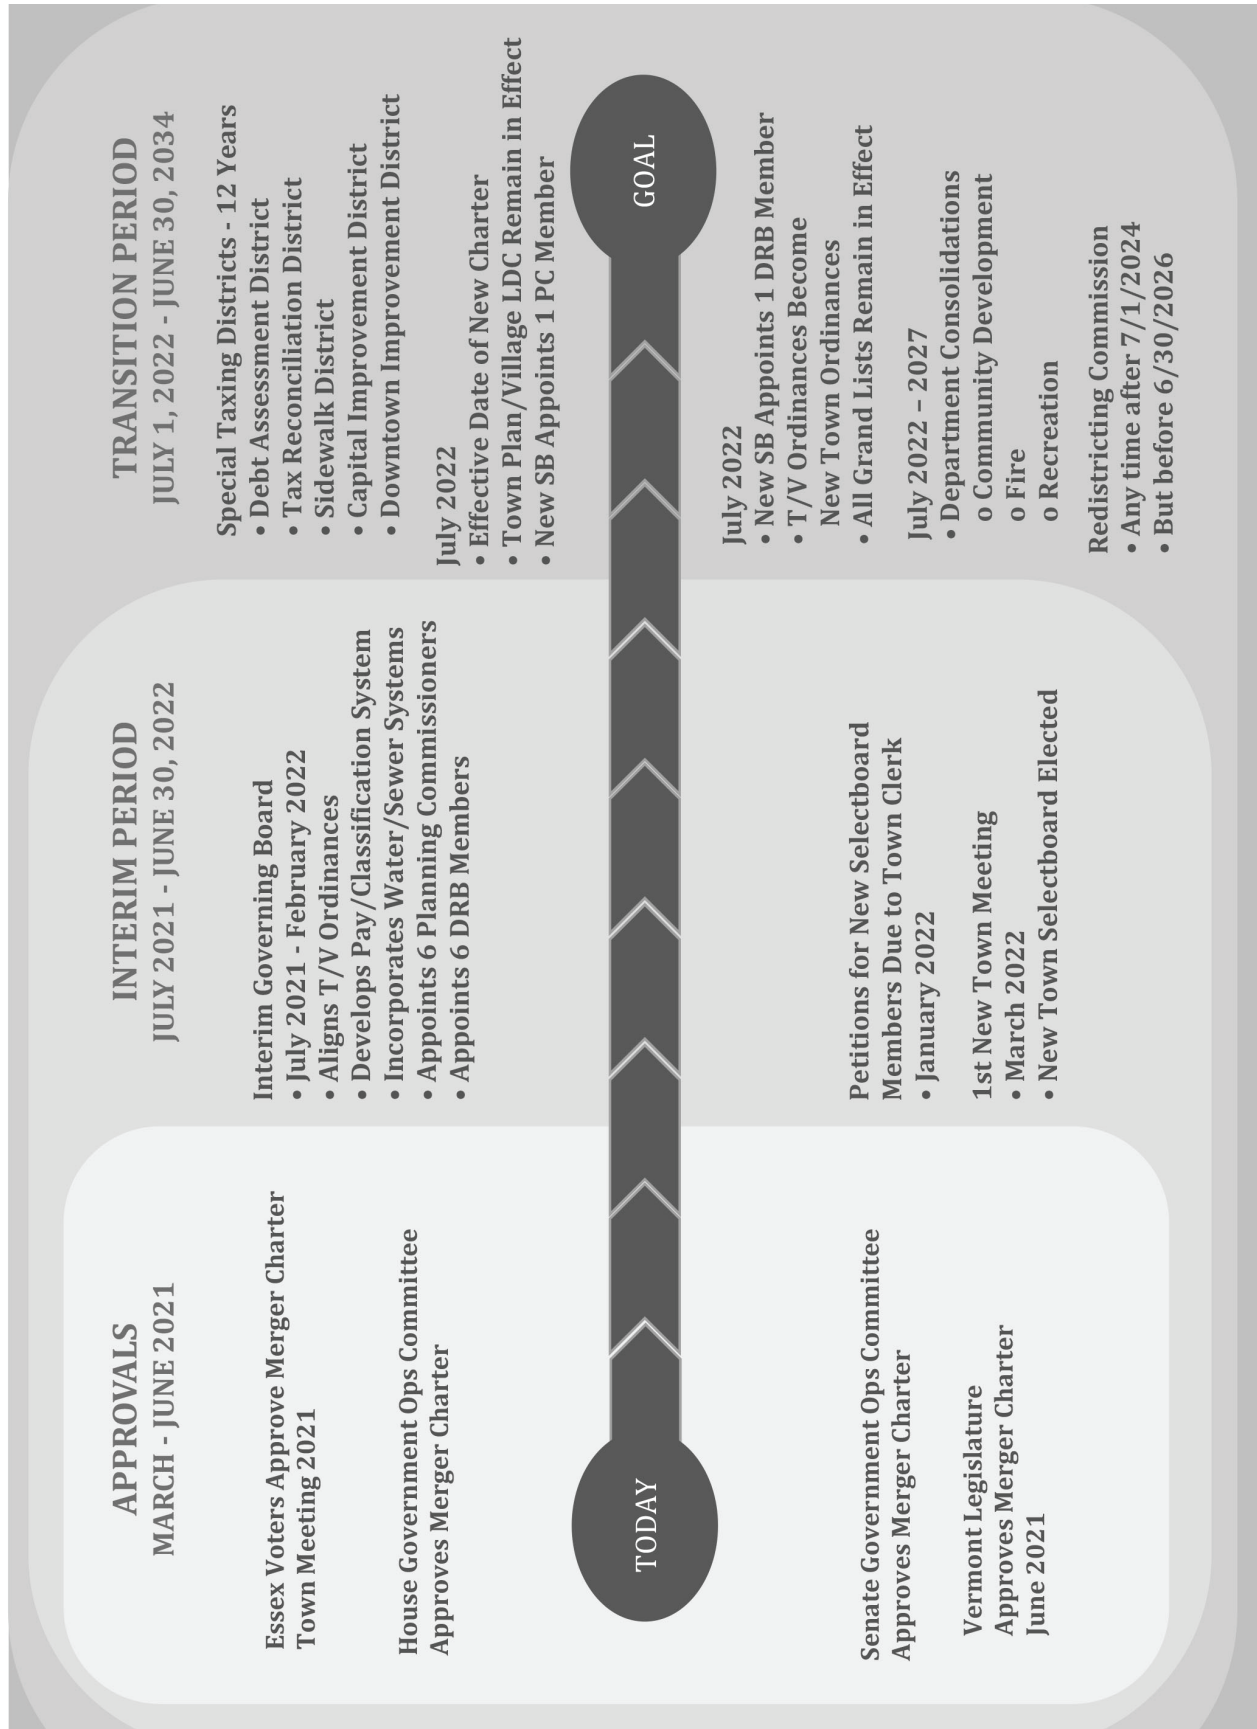 APPROVALS
MARCH - JUNE 2021
Essex Voters Approve Merger Charter
Town Meeting 2021
House Government Ops Committee
Approves Merger Charter
TODAY
Senate Government Ops Committee
Approves Merger Charter
Vermont Legislature
Approves Merger Charter
June 2021
INTERIM PERIOD
JULY 2021 - JUNE 30, 2022
Interim Governing Board
• July 2021 - February 2022
• Aligns T/V Ordinances
• Develops Pay/Classification System
• Incorporates Water/Sewer Systems
• Appoints 6 Planning Commissioners
• Appoints 6 DRB Members
Petitions for New Selectboard
Members Due to Town Clerk
• January 2022
1st New Town Meeting
• March 2022
• New Town Selectboard Elected
TRANSITION PERIOD
JULY 1, 2022 - JUNE 30, 2034
Special Taxing Districts - 12 Years
• Debt Assessment District
• Tax Reconciliation District
• Sidewalk District
• Capital Improvement District
• Downtown Improvement District
July 2022
• Effective Date of New Charter
• Town Plan/Village LDC Remain in Effect
• New SB Appoints 1 PC Member
GOAL
July 2022
• New SB Appoints 1 DRB Member
• T/V Ordinances Become
New Town Ordinances
• All Grand Lists Remain in Effect
July 2022 – 2027
• Department Consolidations
o Community Development
o Fire
o Recreation
Redistricting Commission
• Any time after 7/1/2024
• But before 6/30/2026